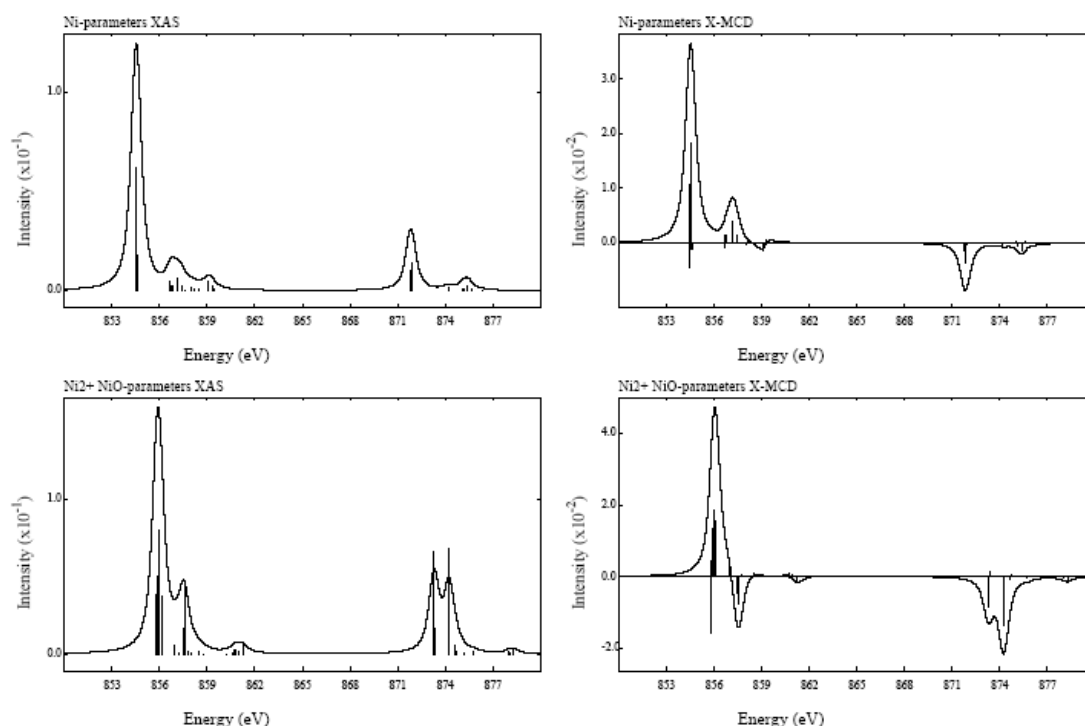 Ni-parameters XAS
Intensity (x10⁻¹)
1.0
0.0
853 856 859 862 865 868 871 874 877
Energy (eV)
Ni-parameters X-MCD
Intensity (x10⁻²)
3.0
2.0
1.0
0.0
853 856 859 862 865 868 871 874 877
Energy (eV)
Ni2+ NiO-parameters XAS
Intensity (x10⁻¹)
1.0
0.0
853 856 859 862 865 868 871 874 877
Energy (eV)
Ni2+ NiO-parameters X-MCD
Intensity (x10⁻²)
4.0
2.0
0.0
-2.0
853 856 859 862 865 868 871 874 877
Energy (eV)